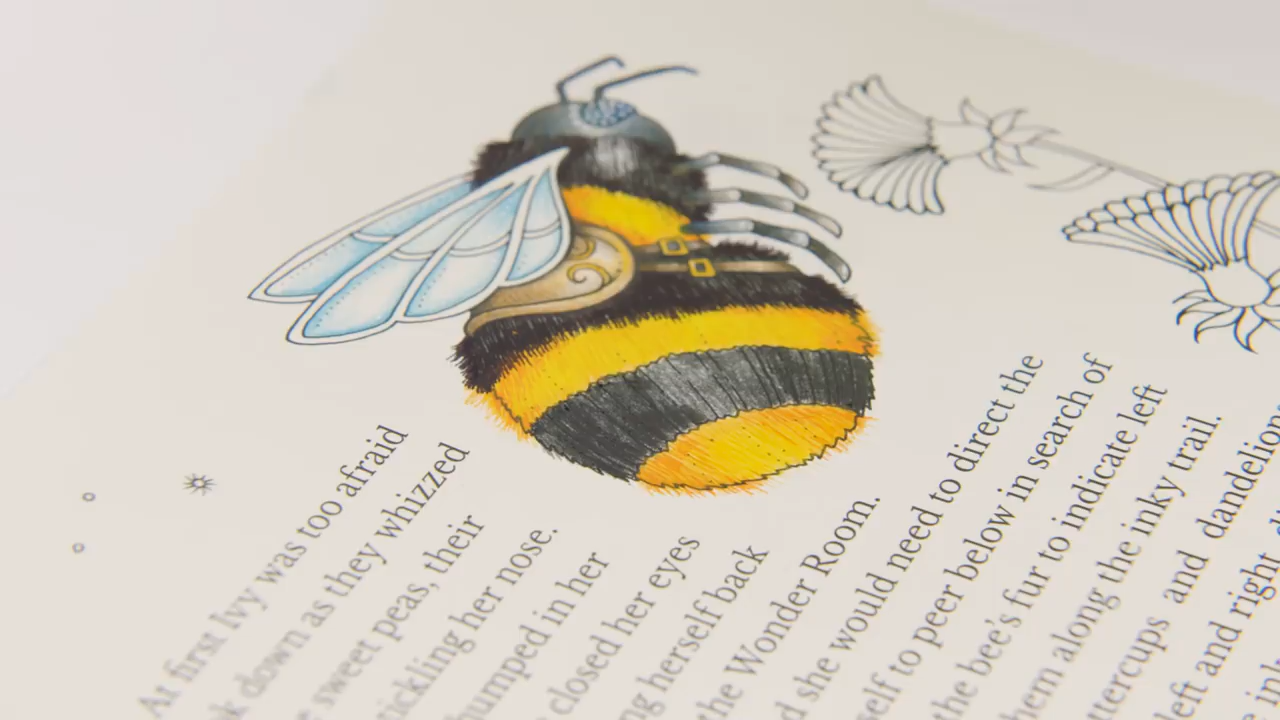 At first Ivy was too afraid
down as they whizzed
sweet peas, their
tickling her nose.
humped in her
closed her eyes
herself back
the Wonder Room.
she would need to direct the
to peer below in search of
the bee's fur to indicate left
them along the inky trail.
and dandelion
left and right